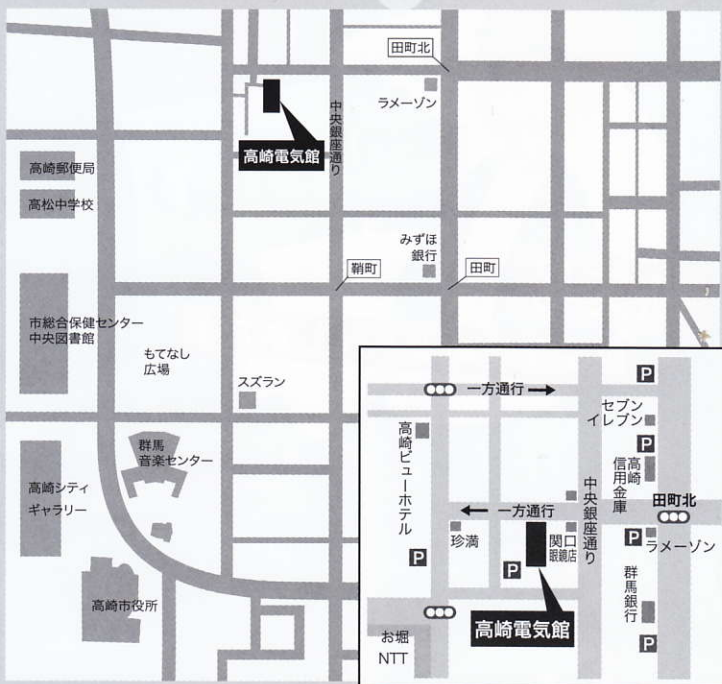 田町北
ラメーゾン
中央銀座通り
高崎電気館
高崎郵便局
高松中学校
みずほ
銀行
鞘町
田町
市総合保健センター
中央図書館
もてなし
広場
スズラン
群馬
音楽センター
高崎シティ
ギャラリー
高崎市役所
P
一方通行
セブン
イレブン
P
高崎ビューホテル
高崎
信用金庫
中央銀座通り
田町北
一方通行
珍満
関口
眼鏡店
P
ラメーゾン
P
P
群馬銀行
高崎電気館
お堀
NTT
P